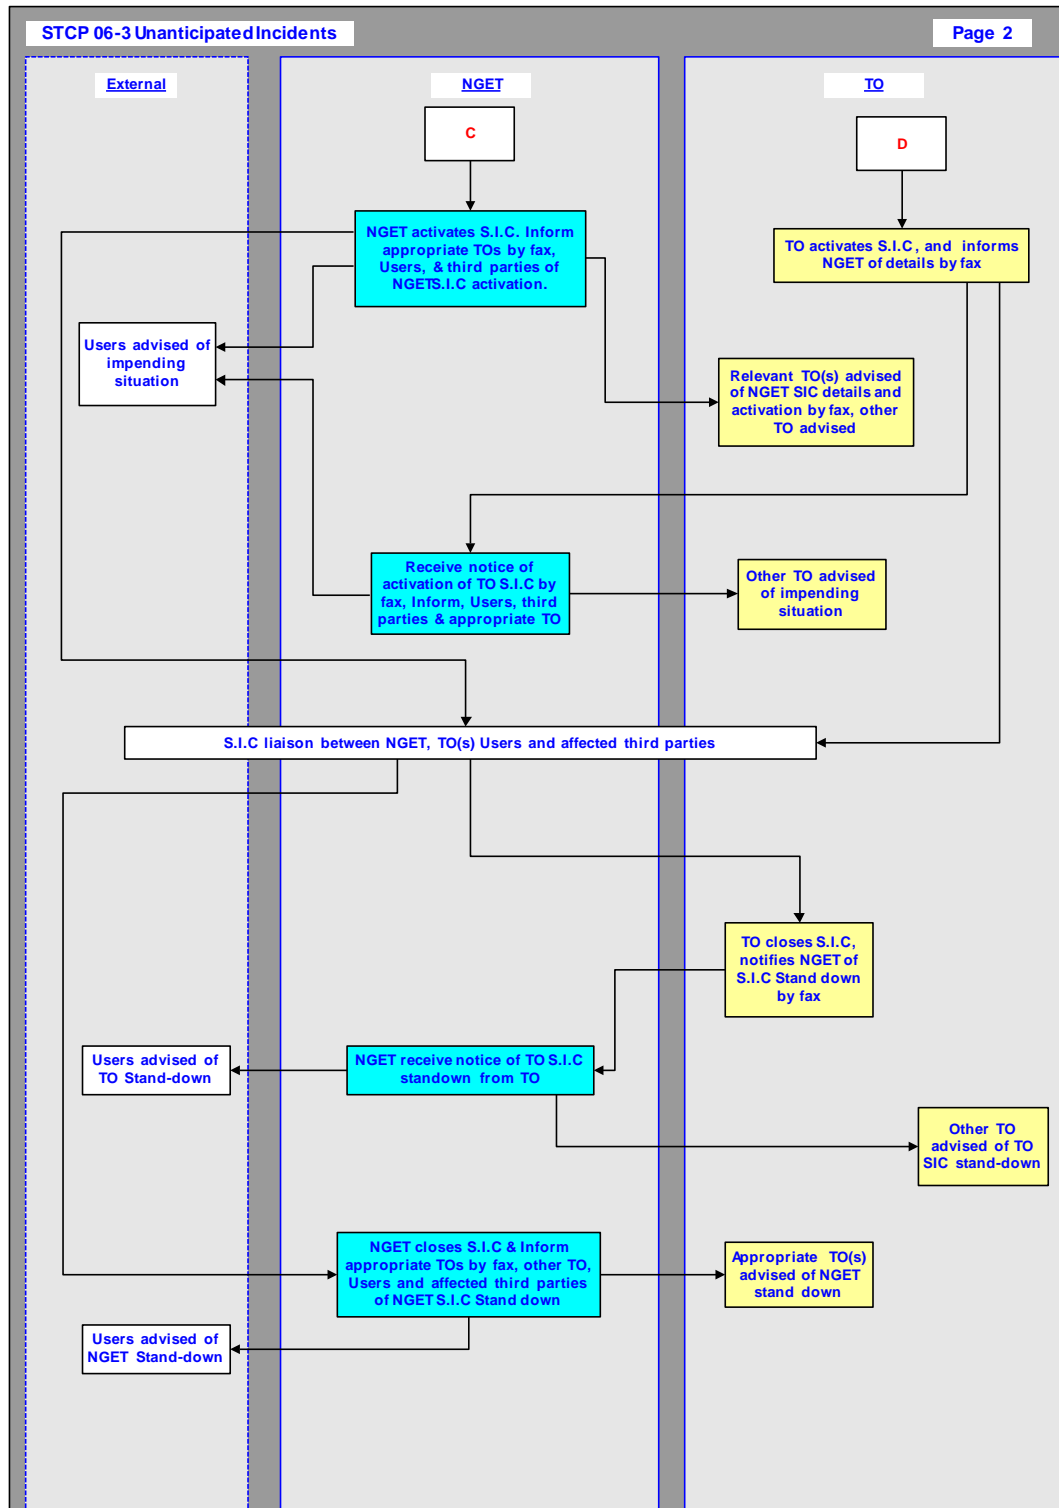 STCP 06-3 Unanticipated Incidents
Page 2
External
NGET
TO
C
D
NGET activates S.I.C. Inform
appropriate TOs by fax,
Users, & third parties of
NGETS.I.C activation.
TO activates S.I.C, and informs
NGET of details by fax
Users advised of
impending
situation
Relevant TO(s) advised
of NGET SIC details and
activation by fax, other
TO advised
Receive notice of
activation of TO S.I.C by
fax, Inform, Users, third
parties & appropriate TO
Other TO advised
of impending
situation
S.I.C liaison between NGET, TO(s) Users and affected third parties
TO closes S.I.C,
notifies NGET of
S.I.C Stand down
by fax
Users advised of
TO Stand-down
NGET receive notice of TO S.I.C
standown from TO
Other TO
advised of TO
SIC stand-down
NGET closes S.I.C & Inform
appropriate TOs by fax, other TO,
Users and affected third parties
of NGET S.I.C Stand down
Appropriate TO(s)
advised of NGET
stand down
Users advised of
NGET Stand-down